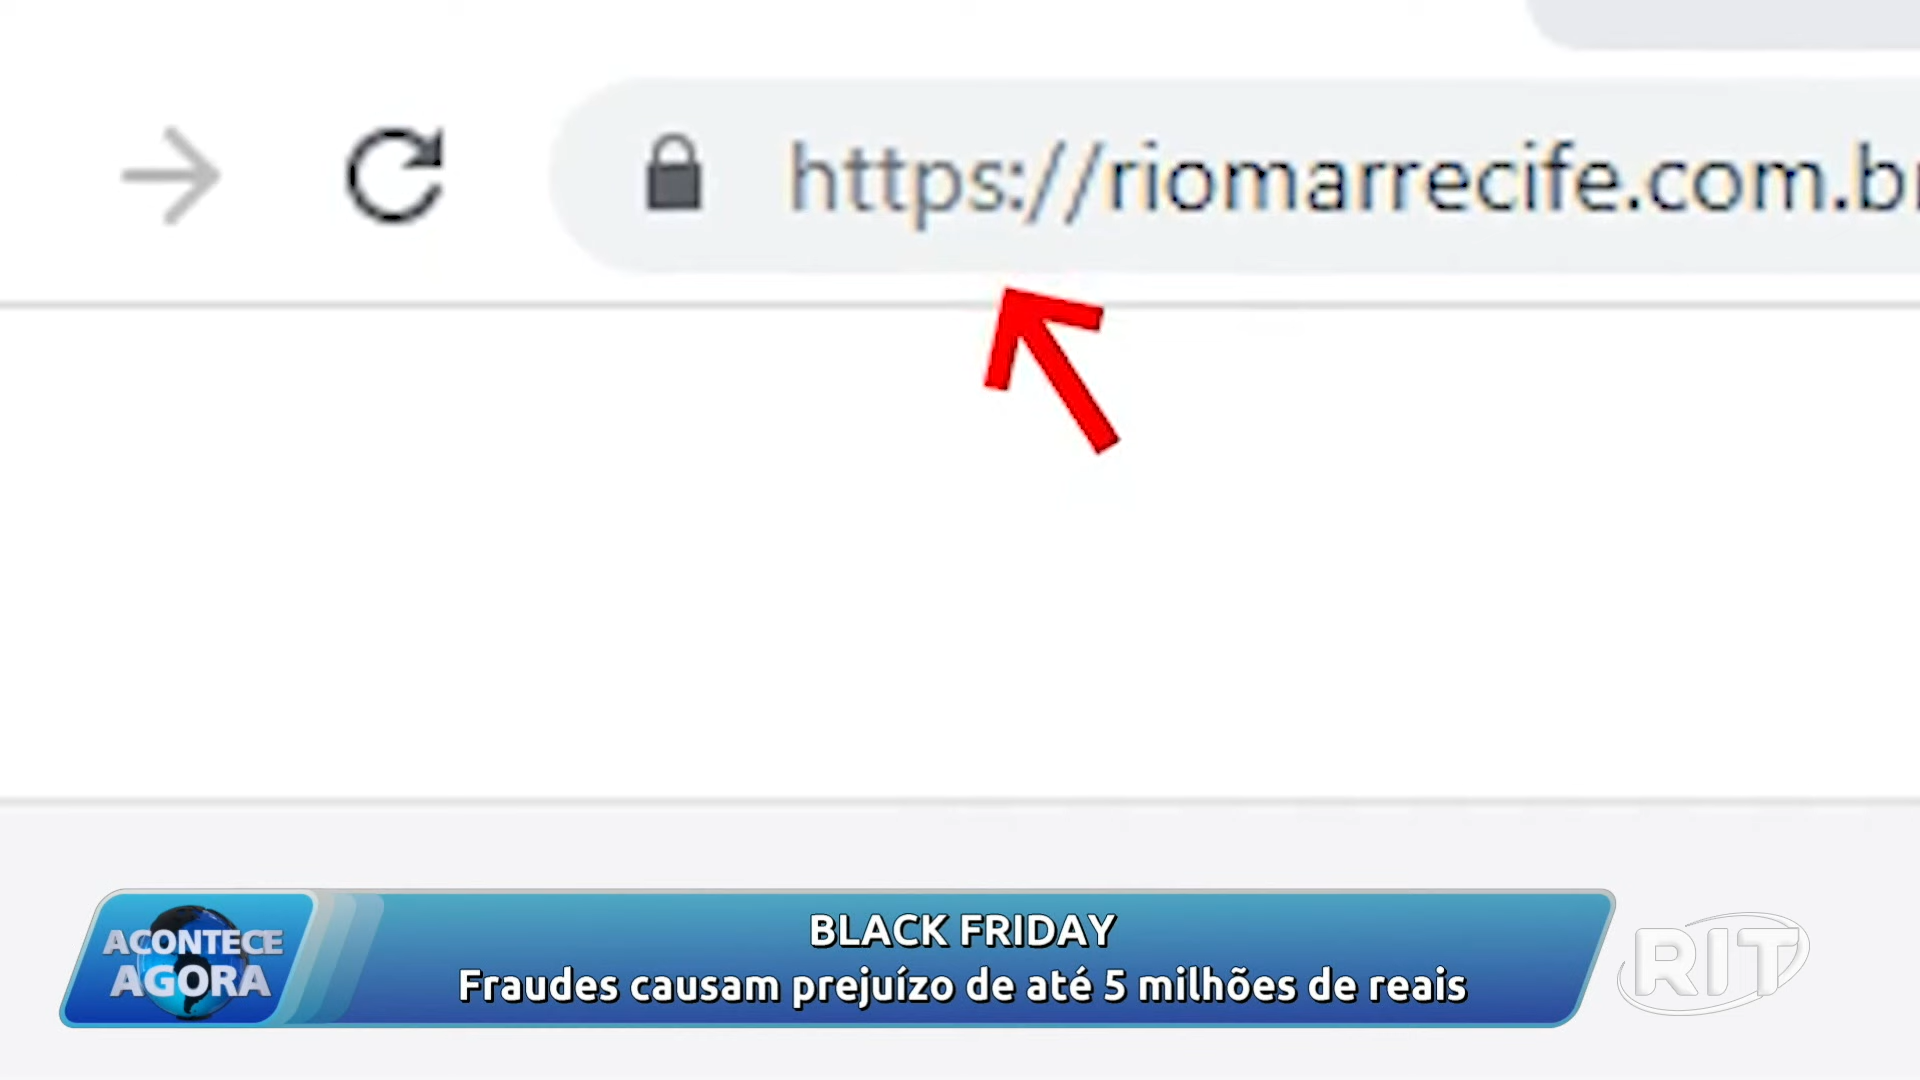 https://riomarrecife.com.br
BLACK FRIDAY
Fraudes causam prejuízo de até 5 milhões de reais
ACONTECE
AGORA
RIT